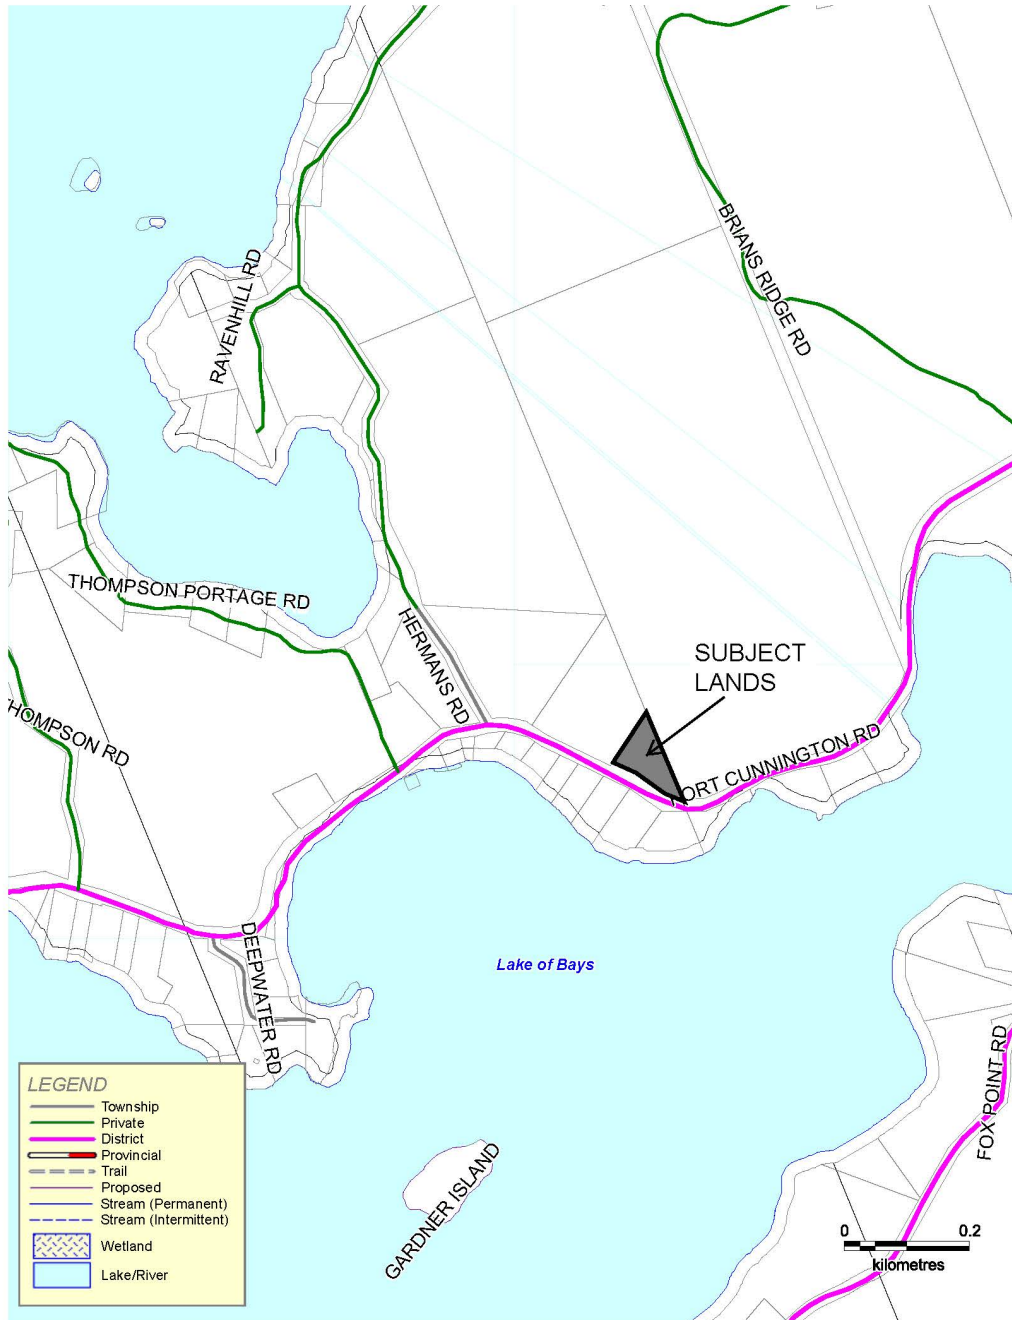 BRIANS RIDGE RD
RAVENHILL RD
THOMPSON PORTAGE RD
HERMANS RD
SUBJECT
LANDS
THOMPSON RD
PORT CUNNINGTON RD
DEEPWATER RD
Lake of Bays
FOX POINT RD
GARDNER ISLAND
LEGEND
Township
Private
District
Provincial
Trail
Proposed
Stream (Permanent)
Stream (Intermittent)
Wetland
Lake/River
0 0.2
kilometres